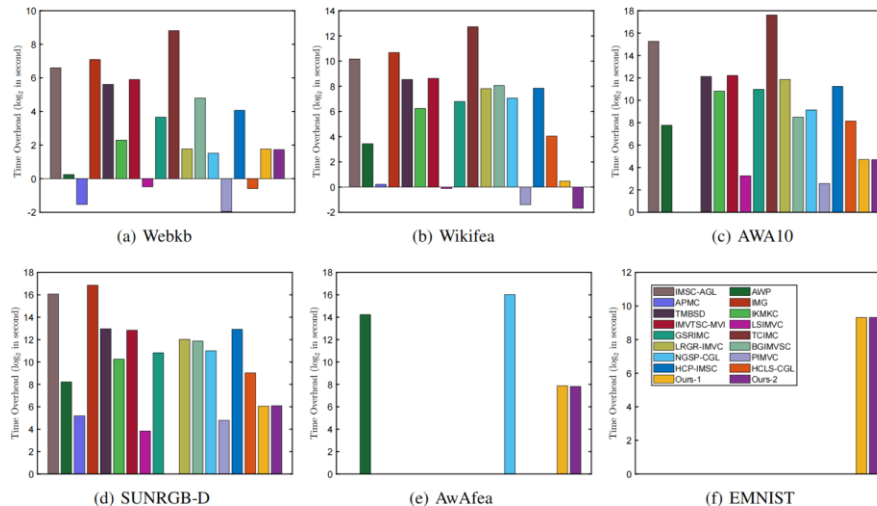 Time Overhead (log₂ in second)
10
8
6
4
2
0
-2
(a) Webkb
Time Overhead (log₂ in second)
14
12
10
8
6
4
2
0
-2
(b) Wikifea
Time Overhead (log₂ in second)
18
16
14
12
10
8
6
4
2
0
(c) AWA10
Time Overhead (log₂ in second)
18
16
14
12
10
8
6
4
2
0
(d) SUNRGB-D
Time Overhead (log₂ in second)
18
16
14
12
10
8
6
4
2
0
(e) AwAfea
Time Overhead (log₂ in second)
12
10
8
6
4
2
0
IMSC-AGL AWP
APMC IMG
TMBSD IKMKC
IMVTSC-MVI LSIMVC
GSRIMC TCIMC
LRGR-IMVC BGIMVSC
NGSP-CGL PIMVC
HCP-IMSC HCLS-CGL
Ours-1 Ours-2
(f) EMNIST